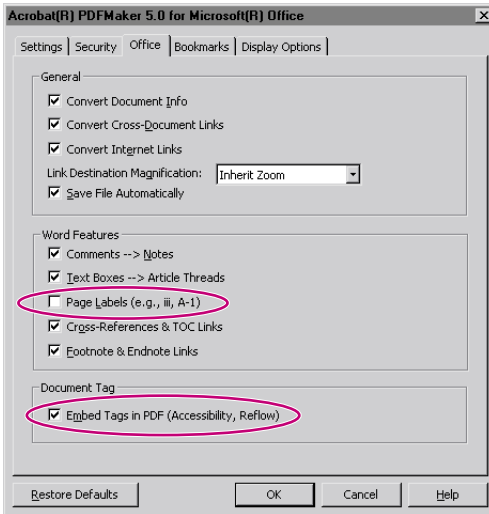 Acrobat(R) PDFMaker 5.0 for Microsoft(R) Office
Settings Security Office Bookmarks Display Options
General
Convert Document Info
Convert Cross-Document Links
Convert Internet Links
Link Destination Magnification: Inherit Zoom
Save File Automatically
Word Features
Comments --> Notes
Text Boxes --> Article Threads
Page Labels (e.g., iii, A-1)
Cross-References & TOC Links
Footnote & Endnote Links
Document Tag
Embed Tags in PDF (Accessibility, Reflow)
Restore Defaults OK Cancel Help